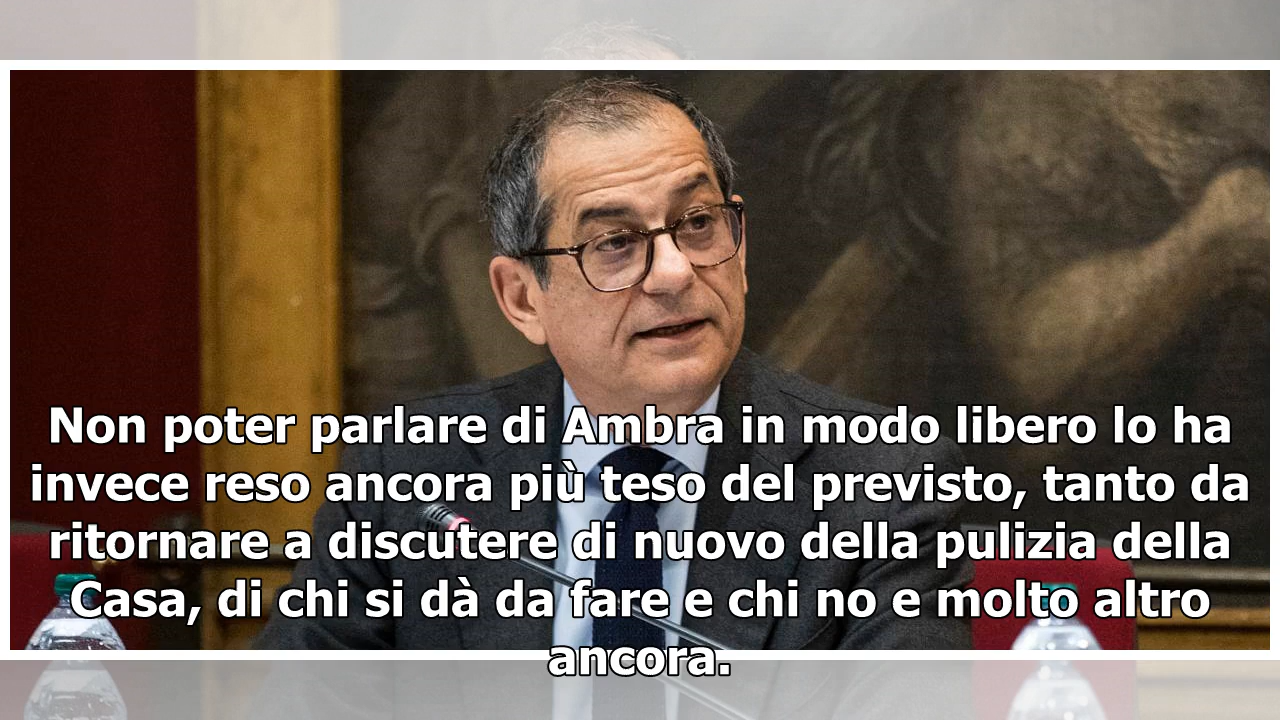 Non poter parlare di Ambra in modo libero lo ha
invece reso ancora più teso del previsto, tanto da
ritornare a discutere di nuovo della pulizia della
Casa, di chi si dà da fare e chi no e molto altro
ancora.